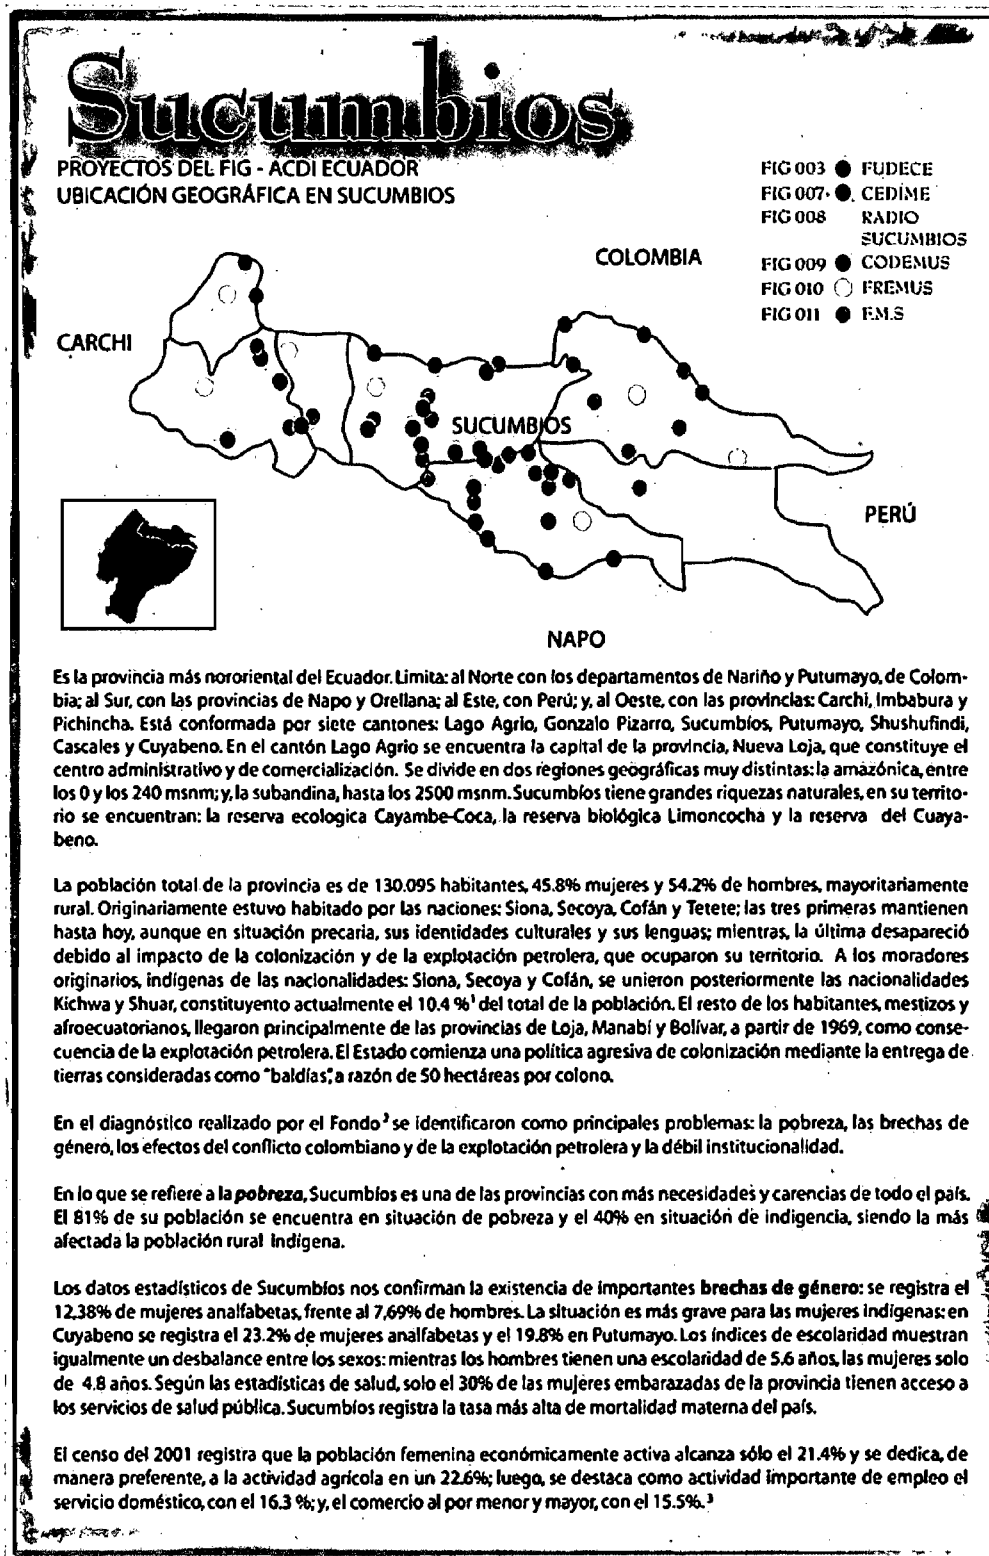 Sucumbios
PROYECTOS DEL FIG - ACDI ECUADOR
UBICACIÓN GEOGRÁFICA EN SUCUMBIOS
FIG 003 FUDECE
FIG 007 CEDIME
FIG 008 RADIO
SUCUMBIOS
FIG 009 CODEMUS
FIG 010 FREMUS
FIG 011 F.M.S
COLOMBIA
CARCHI
SUCUMBIOS
PERÚ
NAPO
Es la provincia más nororiental del Ecuador. Limita: al Norte con los departamentos de Nariño y Putumayo, de Colom-
bia; al Sur, con las provincias de Napo y Orellana; al Este, con Perú; y, al Oeste, con las provincias: Carchi, Imbabura y
Pichincha. Está conformada por siete cantones: Lago Agrio, Gonzalo Pizarro, Sucumbíos, Putumayo, Shushufindi,
Cascales y Cuyabeno. En el cantón Lago Agrio se encuentra la capital de la provincia, Nueva Loja, que constituye el
centro administrativo y de comercialización. Se divide en dos regiones geográficas muy distintas: la amazónica, entre
los 0 y los 240 msnm; y, la subandina, hasta los 2500 msnm. Sucumbíos tiene grandes riquezas naturales, en su territo-
rio se encuentran: la reserva ecologica Cayambe-Coca, la reserva biológica Limoncocha y la reserva del Cuaya-
beno.
La población total de la provincia es de 130.095 habitantes, 45.8% mujeres y 54.2% de hombres, mayoritariamente
rural. Originariamente estuvo habitado por las naciones: Siona, Secoya, Cofán y Tetete; las tres primeras mantienen
hasta hoy, aunque en situación precaria, sus identidades culturales y sus lenguas; mientras, la última desapareció
debido al impacto de la colonización y de la explotación petrolera, que ocuparon su territorio. A los moradores
originarios, indígenas de las nacionalidades: Siona, Secoya y Cofán, se unieron posteriormente las nacionalidades
Kichwa y Shuar, constituyento actualmente el 10.4 %¹ del total de la población. El resto de los habitantes, mestizos y
afroecuatorianos, llegaron principalmente de las provincias de Loja, Manabí y Bolívar, a partir de 1969, como conse-
cuencia de la explotación petrolera. El Estado comienza una política agresiva de colonización mediante la entrega de
tierras consideradas como "baldías", a razón de 50 hectáreas por colono.
En el diagnóstico realizado por el Fondo² se identificaron como principales problemas: la pobreza, las brechas de
género, los efectos del conflicto colombiano y de la explotación petrolera y la débil institucionalidad.
En lo que se refiere a la pobreza, Sucumbíos es una de las provincias con más necesidades y carencias de todo el país.
El 81% de su población se encuentra en situación de pobreza y el 40% en situación de indigencia, siendo la más
afectada la población rural indígena.
Los datos estadísticos de Sucumbíos nos confirman la existencia de importantes brechas de género: se registra el
12,38% de mujeres analfabetas, frente al 7,69% de hombres. La situación es más grave para las mujeres indígenas: en
Cuyabeno se registra el 23.2% de mujeres analfabetas y el 19.8% en Putumayo. Los índices de escolaridad muestran
igualmente un desbalance entre los sexos: mientras los hombres tienen una escolaridad de 5.6 años, las mujeres solo
de 4.8 años. Según las estadísticas de salud, solo el 30% de las mujeres embarazadas de la provincia tienen acceso a
los servicios de salud pública. Sucumbíos registra la tasa más alta de mortalidad materna del país.
El censo del 2001 registra que la población femenina económicamente activa alcanza sólo el 21.4% y se dedica, de
manera preferente, a la actividad agrícola en un 22.6%; luego, se destaca como actividad importante de empleo el
servicio doméstico, con el 16.3 %; y, el comercio al por menor y mayor, con el 15.5%.³